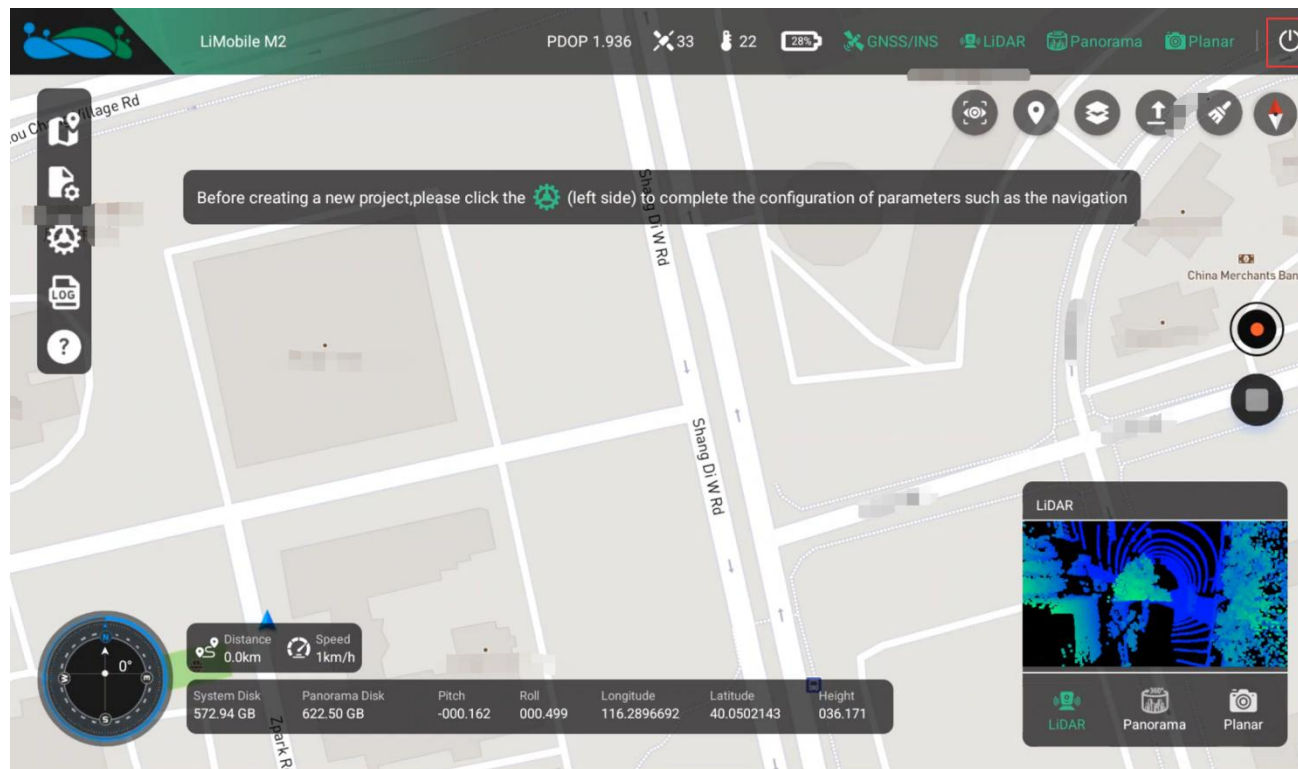 LiMobile M2
PDOP 1.936 33 22 28% GNSS/INS LiDAR Panorama Planar
Village Rd
Before creating a new project,please click the (left side) to complete the configuration of parameters such as the navigation
Shang Di W Rd
China Merchants Ban
LOG
?
Shang Di W Rd
LiDAR
N
E
S
W
0°
Distance
0.0km
Speed
1km/h
System Disk Panorama Disk Pitch Roll Longitude Latitude Height
572.94 GB 622.50 GB -000.162 000.499 116.2896692 40.0502143 036.171
Zpark R
360°
LiDAR Panorama Planar